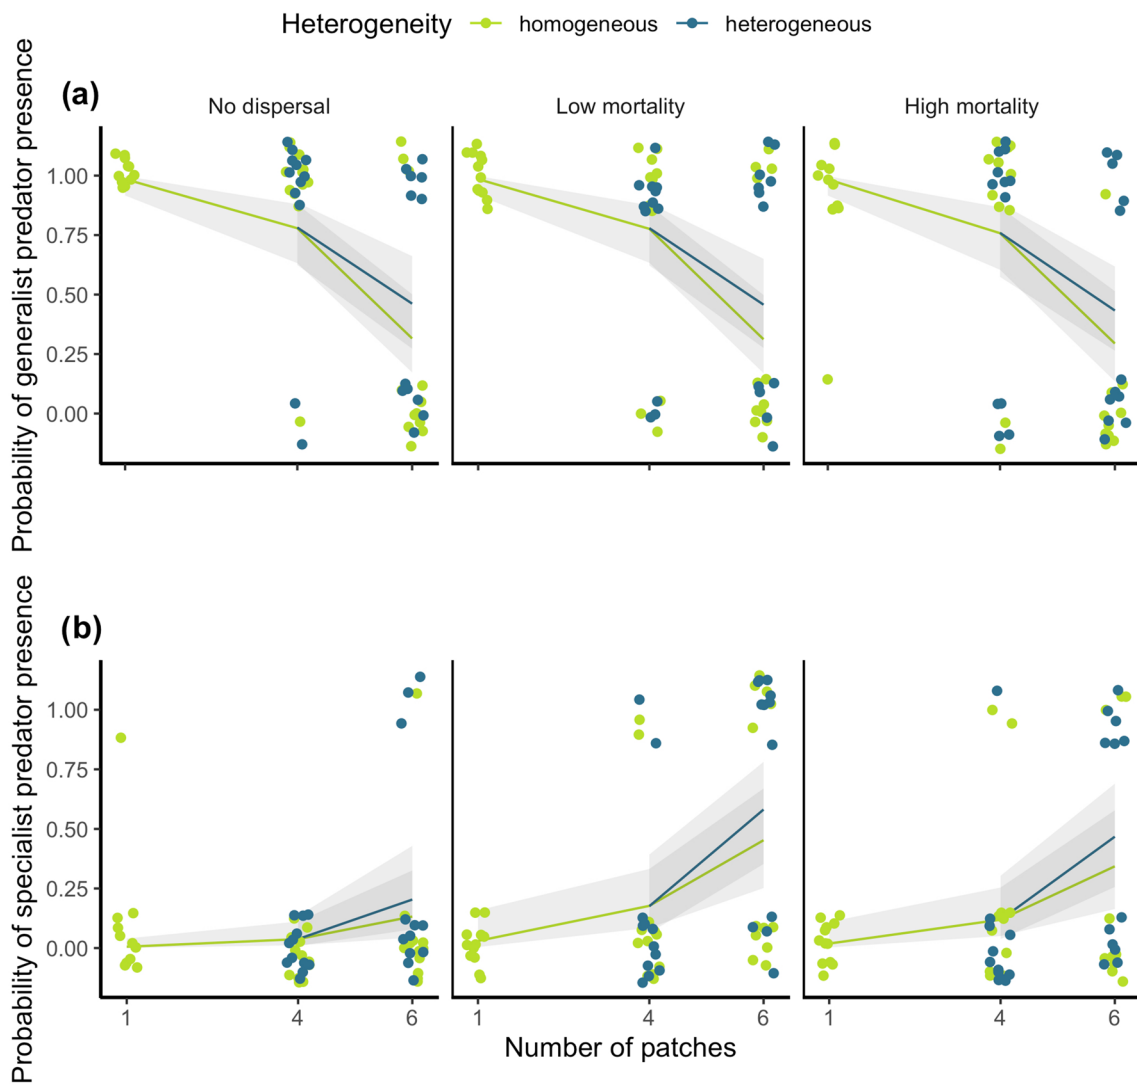 Heterogeneity homogeneous heterogeneous
(a)
No dispersal Low mortality High mortality
Probability of generalist predator presence
1.00
0.75
0.50
0.25
0.00
(b)
Probability of specialist predator presence
1.00
0.75
0.50
0.25
0.00
1 4 6 1 4 6 1 4 6
Number of patches